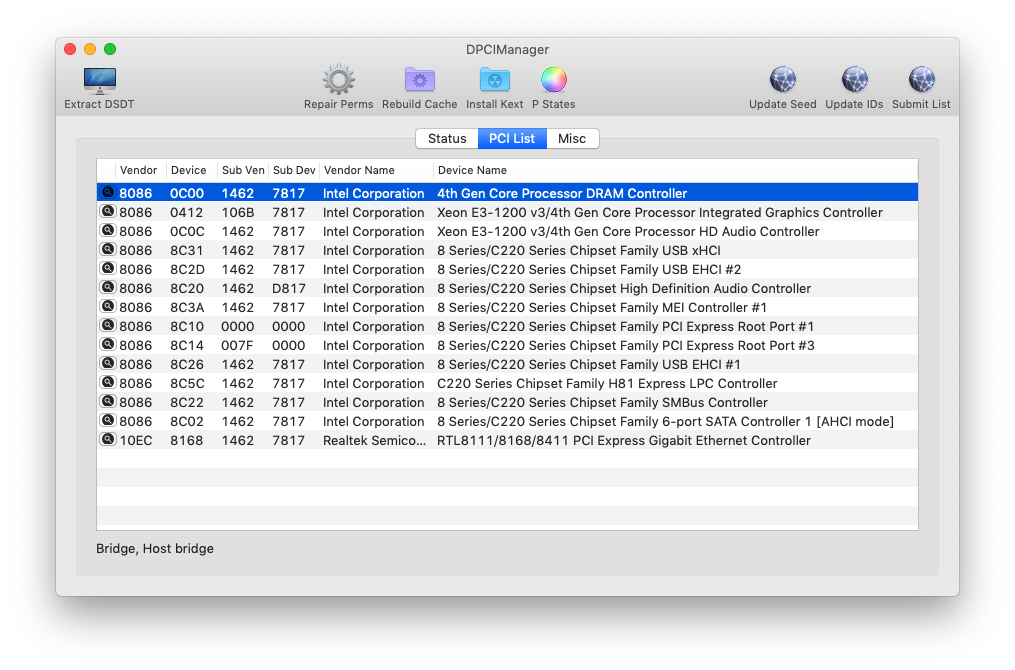 DPCIManager
Extract DSDT Repair Perms Rebuild Cache Install Kext P States Update Seed Update IDs Submit List
Status PCI List Misc
Vendor Device Sub Ven Sub Dev Vendor Name Device Name
8086 0C00 1462 7817 Intel Corporation 4th Gen Core Processor DRAM Controller
8086 0412 106B 7817 Intel Corporation Xeon E3-1200 v3/4th Gen Core Processor Integrated Graphics Controller
8086 0C0C 1462 7817 Intel Corporation Xeon E3-1200 v3/4th Gen Core Processor HD Audio Controller
8086 8C31 1462 7817 Intel Corporation 8 Series/C220 Series Chipset Family USB xHCI
8086 8C2D 1462 7817 Intel Corporation 8 Series/C220 Series Chipset Family USB EHCI #2
8086 8C20 1462 D817 Intel Corporation 8 Series/C220 Series Chipset High Definition Audio Controller
8086 8C3A 1462 7817 Intel Corporation 8 Series/C220 Series Chipset Family MEI Controller #1
8086 8C10 0000 0000 Intel Corporation 8 Series/C220 Series Chipset Family PCI Express Root Port #1
8086 8C14 007F 0000 Intel Corporation 8 Series/C220 Series Chipset Family PCI Express Root Port #3
8086 8C26 1462 7817 Intel Corporation 8 Series/C220 Series Chipset Family USB EHCI #1
8086 8C5C 1462 7817 Intel Corporation C220 Series Chipset Family H81 Express LPC Controller
8086 8C22 1462 7817 Intel Corporation 8 Series/C220 Series Chipset Family SMBus Controller
8086 8C02 1462 7817 Intel Corporation 8 Series/C220 Series Chipset Family 6-port SATA Controller 1 [AHCI mode]
10EC 8168 1462 7817 Realtek Semico... RTL8111/8168/8411 PCI Express Gigabit Ethernet Controller
Bridge, Host bridge